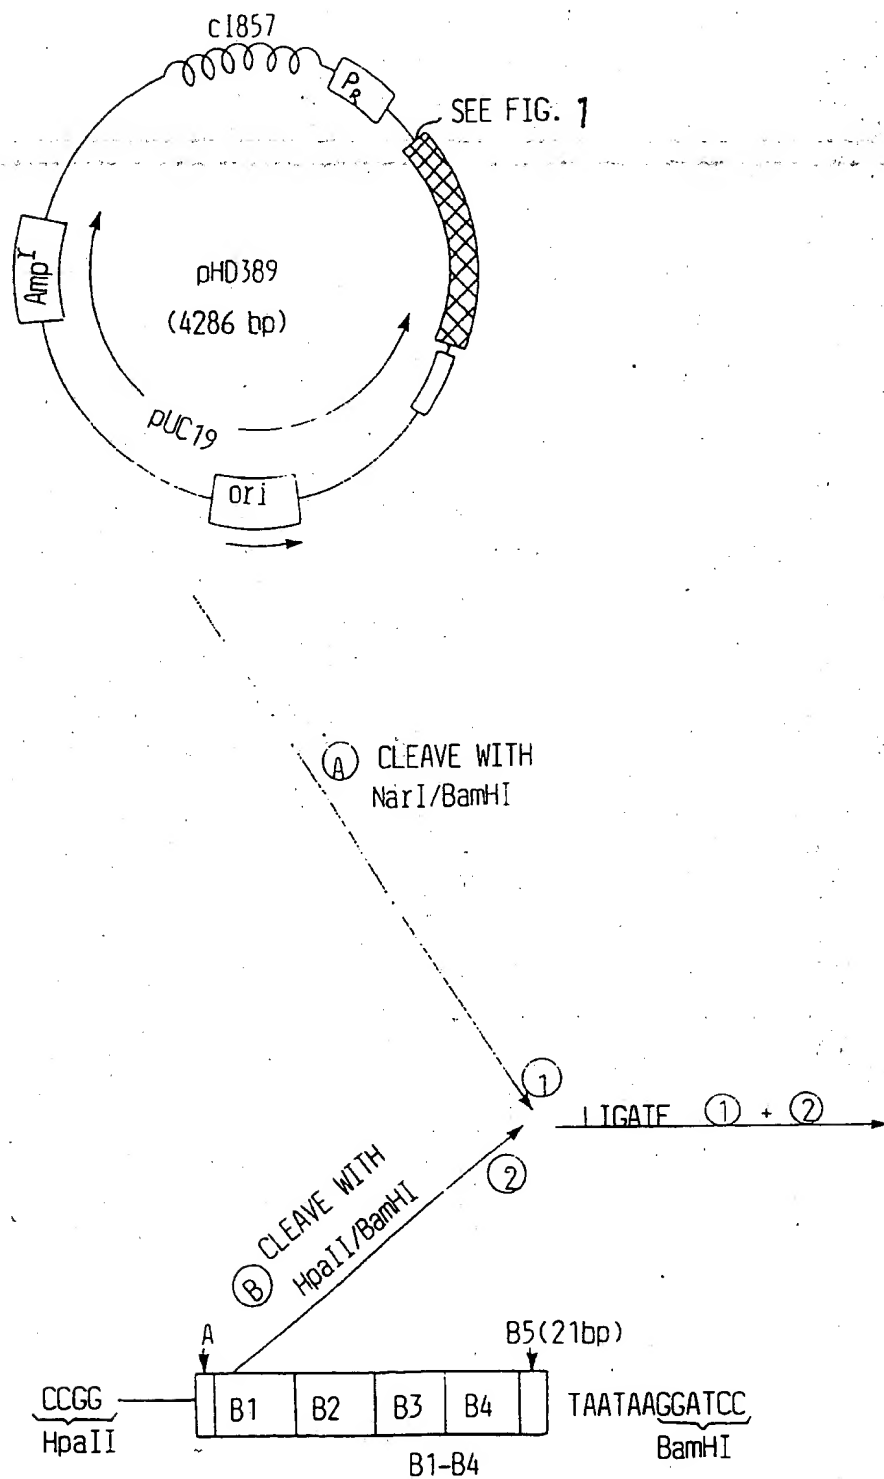 cI857
PR
SEE FIG. 1
Ampr
pHD389
(4286 bp)
pUC19
ori
A CLEAVE WITH
NarI/BamHI
1
LIGATE 1 + 2
2
B CLEAVE WITH
HpaII/BamHI
A
B5(21bp)
CCGG
B1 B2 B3 B4
TAATAAGGATCC
HpaII
BamHI
B1-B4